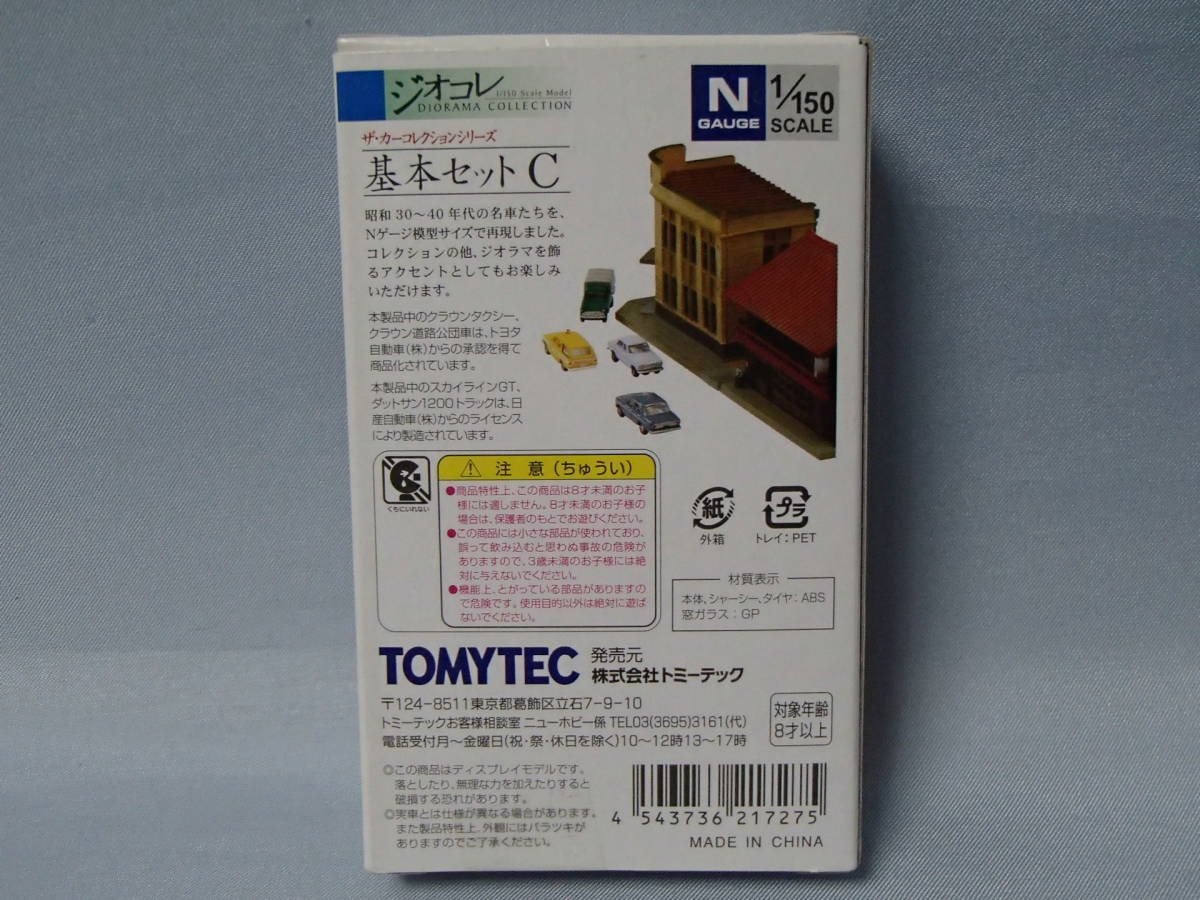 ジオコレ
1/150 Scale Model
DIORAMA COLLECTION
N
GAUGE
1/150
SCALE
ザ・カーコレクションシリーズ
基本セットC
昭和30〜40年代の名車たちを、
Nゲージ模型サイズで再現しました。
コレクションの他、ジオラマを飾
るアクセントとしてもお楽しみ
いただけます。
本製品中のクラウンタクシー、
クラウン道路公団車は、トヨタ
自動車(株)からの承認を得て
商品化されています。
本製品中のスカイラインGT、
ダットサン1200トラックは、日
産自動車(株)からのライセンス
により製造されています。
くちにいれない
注 意(ちゅうい)
●商品特性上、この商品は8才未満のお子
様には適しません。8才未満のお子様の
場合は、保護者のもとでお遊びください。
●この商品には小さな部品が使われており、
誤って飲み込むと思わぬ事故の危険が
ありますので、3歳未満のお子様には絶
対に与えないでください。
●機能上、とがっている部品がありますの
で危険です。使用目的以外は絶対に遊ば
ないでください。
紙
外箱
プラ
トレイ:PET
材質表示
本体、シャーシー、タイヤ:ABS
窓ガラス:GP
TOMYTEC
発売元
株式会社トミーテック
〒124-8511東京都葛飾区立石7-9-10
トミーテックお客様相談室 ニューホビー係 TEL03(3695)3161(代)
電話受付月〜金曜日(祝・祭・休日を除く)10〜12時13〜17時
対象年齢
8才以上
◎この商品はディスプレイモデルです。
落としたり、無理な力を加えたりすると
破損する恐れがあります。
◎実車とは仕様が異なる場合があります。
また製品特性上、外観にはバラツキが
ありますのでご了承ください。
4 543736 217275
MADE IN CHINA